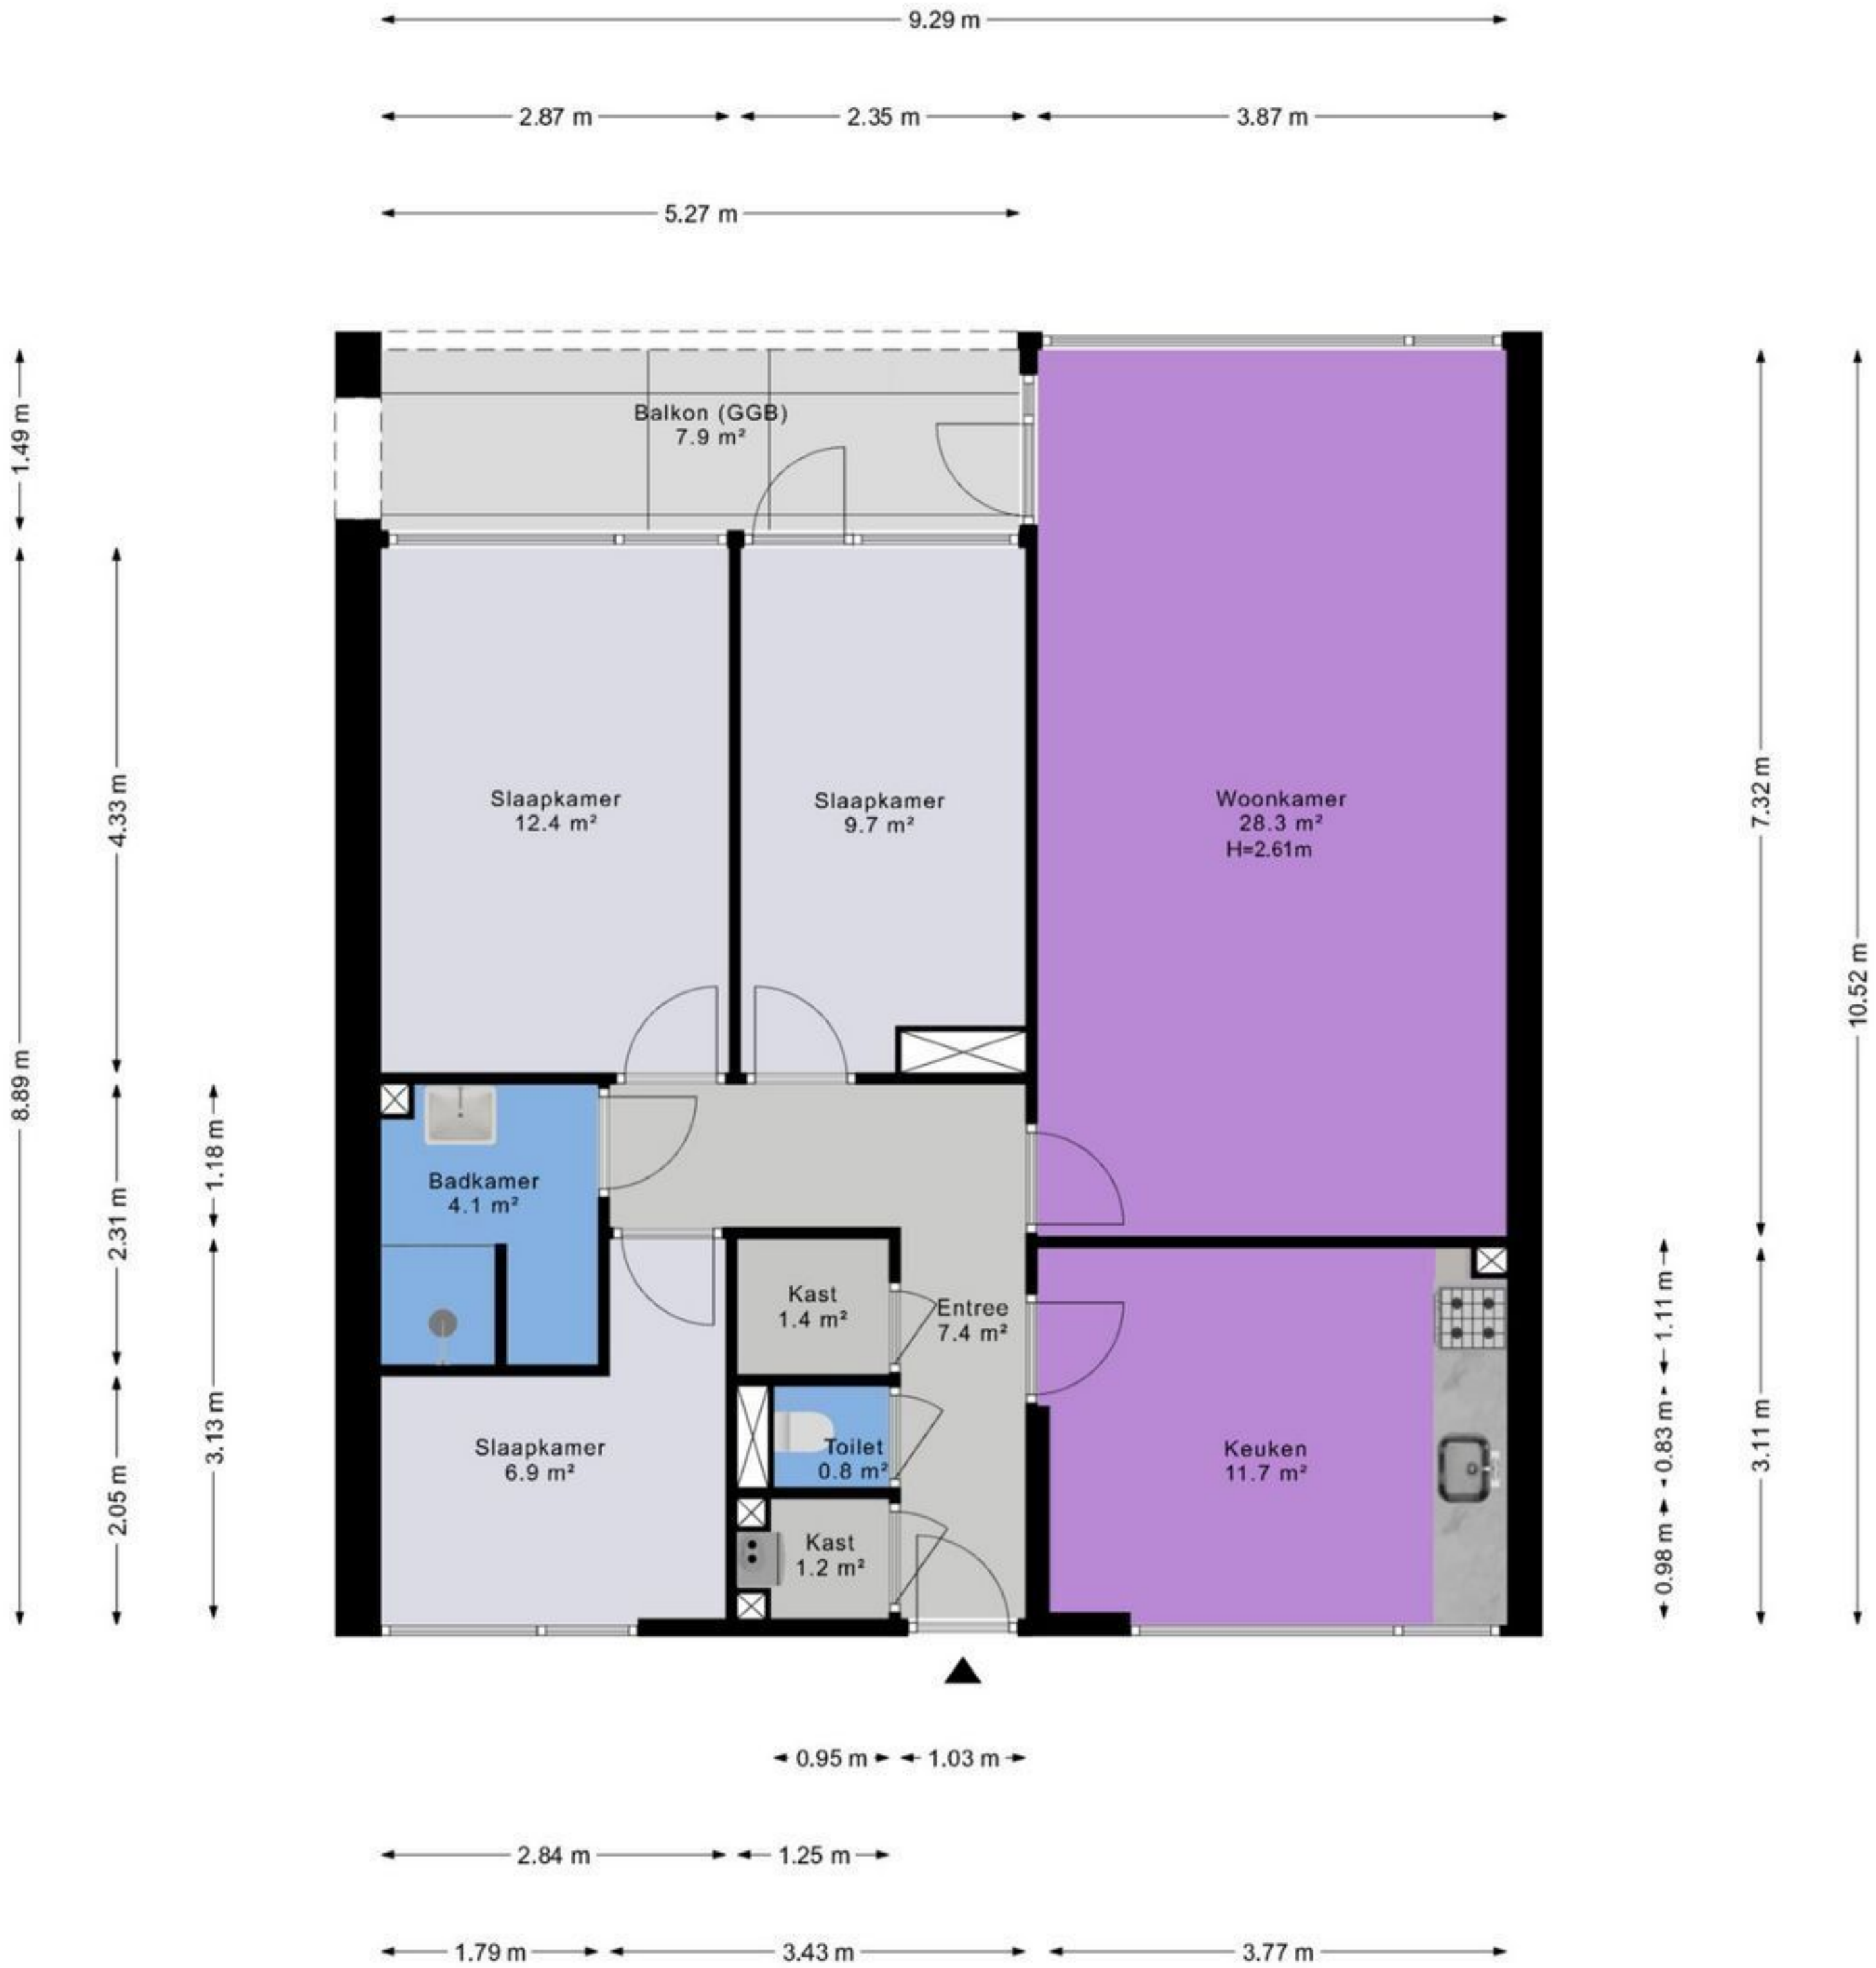 9.29 m
2.87 m
2.35 m
3.87 m
5.27 m
1.49 m
8.89 m
4.33 m
2.31 m
2.05 m
1.18 m
3.13 m
Balkon (GGB)
7.9 m²
Slaapkamer
12.4 m²
Slaapkamer
9.7 m²
Woonkamer
28.3 m²
H=2.61m
Badkamer
4.1 m²
Kast
1.4 m²
Entree
7.4 m²
Slaapkamer
6.9 m²
Toilet
0.8 m²
Keuken
11.7 m²
Kast
1.2 m²
1.11 m
0.83 m
0.98 m
7.32 m
3.11 m
10.52 m
0.95 m
1.03 m
2.84 m
1.25 m
1.79 m
3.43 m
3.77 m